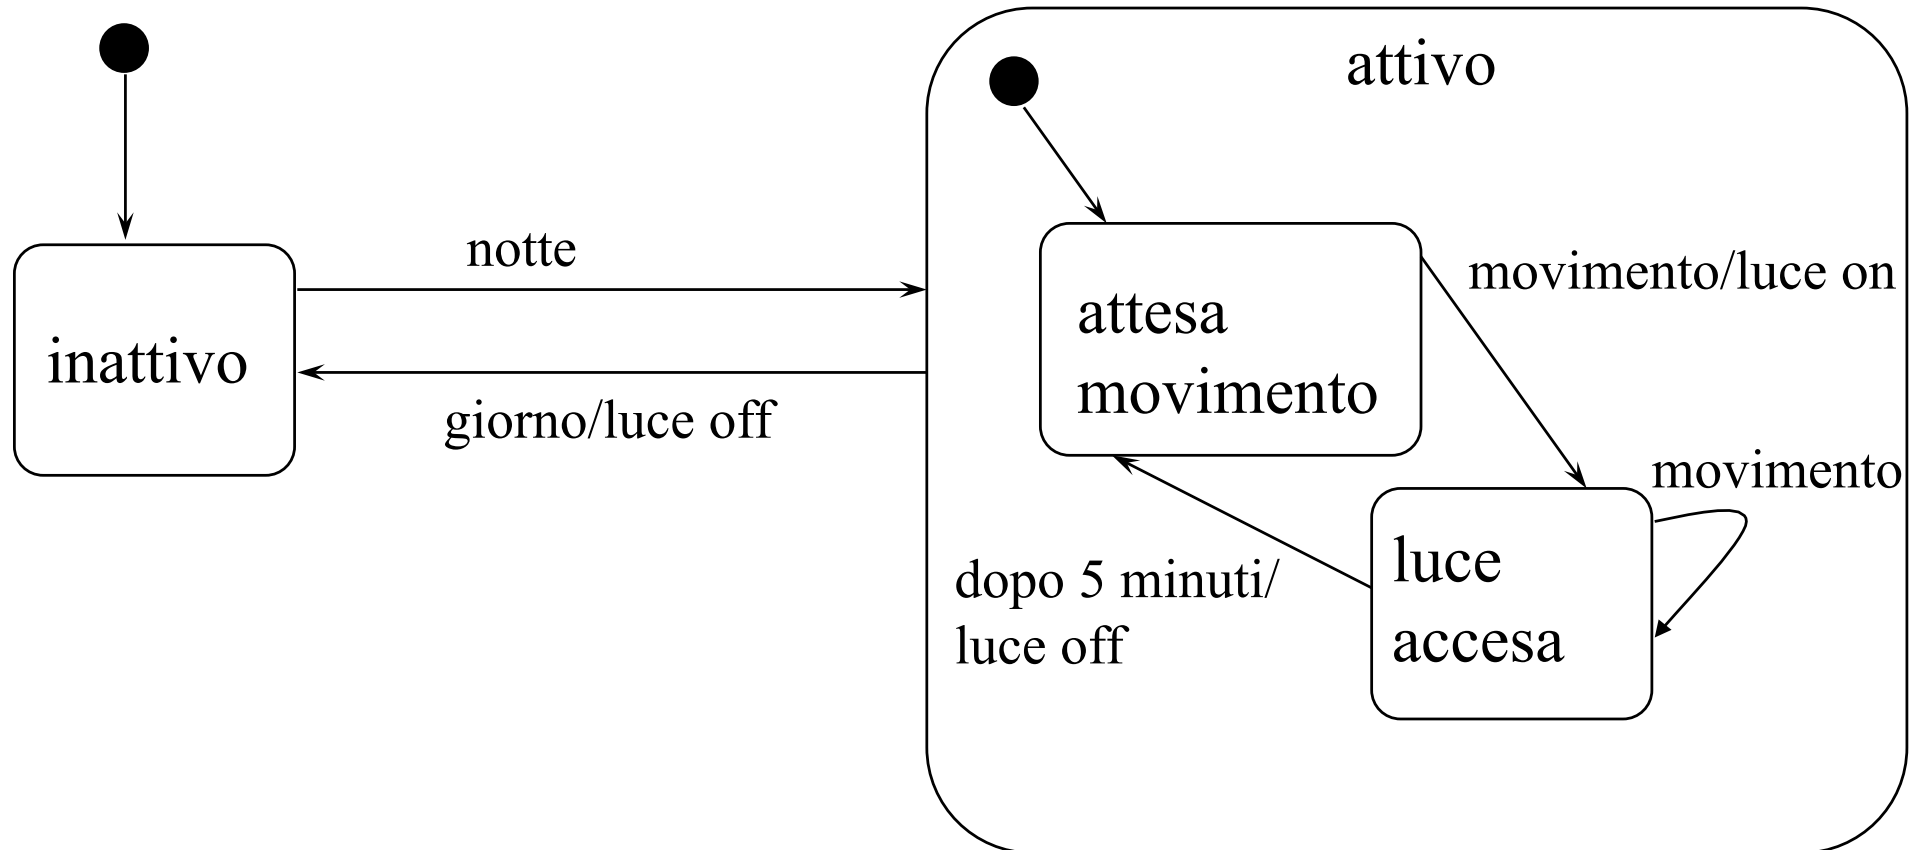 attivo
notte
movimento/luce on
attesa
movimento
inattivo
giorno/luce off
movimento
luce
accesa
dopo 5 minuti/
luce off